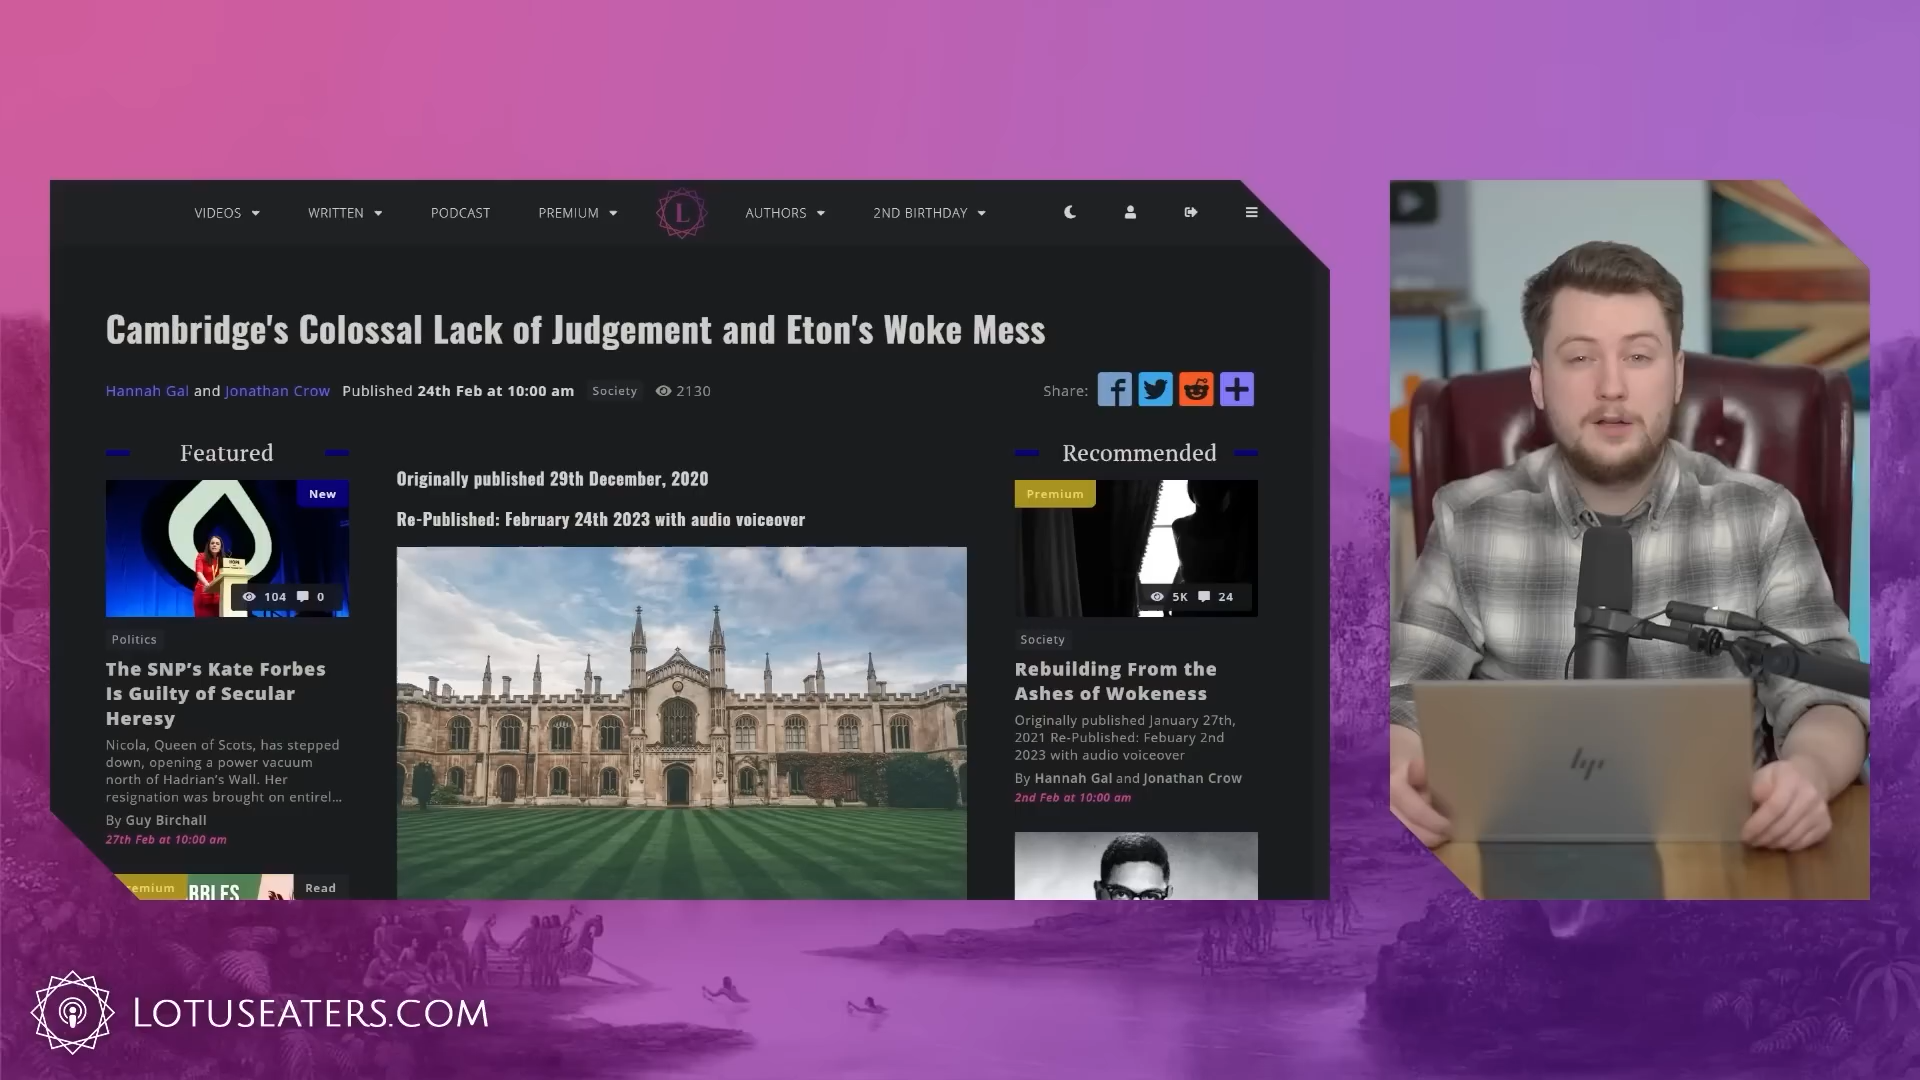 VIDEOS
WRITTEN
PODCAST
PREMIUM
L
AUTHORS
2ND BIRTHDAY
Cambridge's Colossal Lack of Judgement and Eton's Woke Mess
Hannah Gal and Jonathan Crow Published 24th Feb at 10:00 am Society 2130
Share:
Featured
New
104 0
Politics
The SNP’s Kate Forbes
Is Guilty of Secular
Heresy
Nicola, Queen of Scots, has stepped
down, opening a power vacuum
north of Hadrian’s Wall. Her
resignation was brought on entirel...
By Guy Birchall
27th Feb at 10:00 am
Read
Originally published 29th December, 2020
Re-Published: February 24th 2023 with audio voiceover
Recommended
Premium
5K 24
Society
Rebuilding From the
Ashes of Wokeness
Originally published January 27th,
2021 Re-Published: Febuary 2nd
2023 with audio voiceover
By Hannah Gal and Jonathan Crow
2nd Feb at 10:00 am
hp
LOTUSEATERS.COM